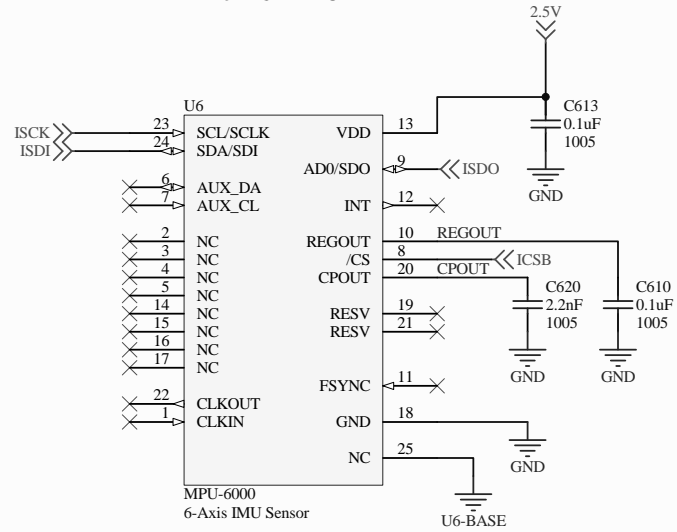 2.5V
U6
C613
0.1uF
1005
GND
ISCK
23
SCL/SCLK
VDD
13
ISDI
24
SDA/SDI
AD0/SDO
9
ISDO
6
AUX_DA
7
AUX_CL
INT
12
2
NC
REGOUT
10
REGOUT
3
NC
/CS
8
ICSB
4
NC
CPOUT
20
CPOUT
5
NC
14
NC
RESV
19
15
NC
RESV
21
16
NC
17
NC
C620
2.2nF
1005
GND
C610
0.1uF
1005
GND
FSYNC
11
22
CLKOUT
1
CLKIN
GND
18
GND
NC
25
U6-BASE
MPU-6000
6-Axis IMU Sensor